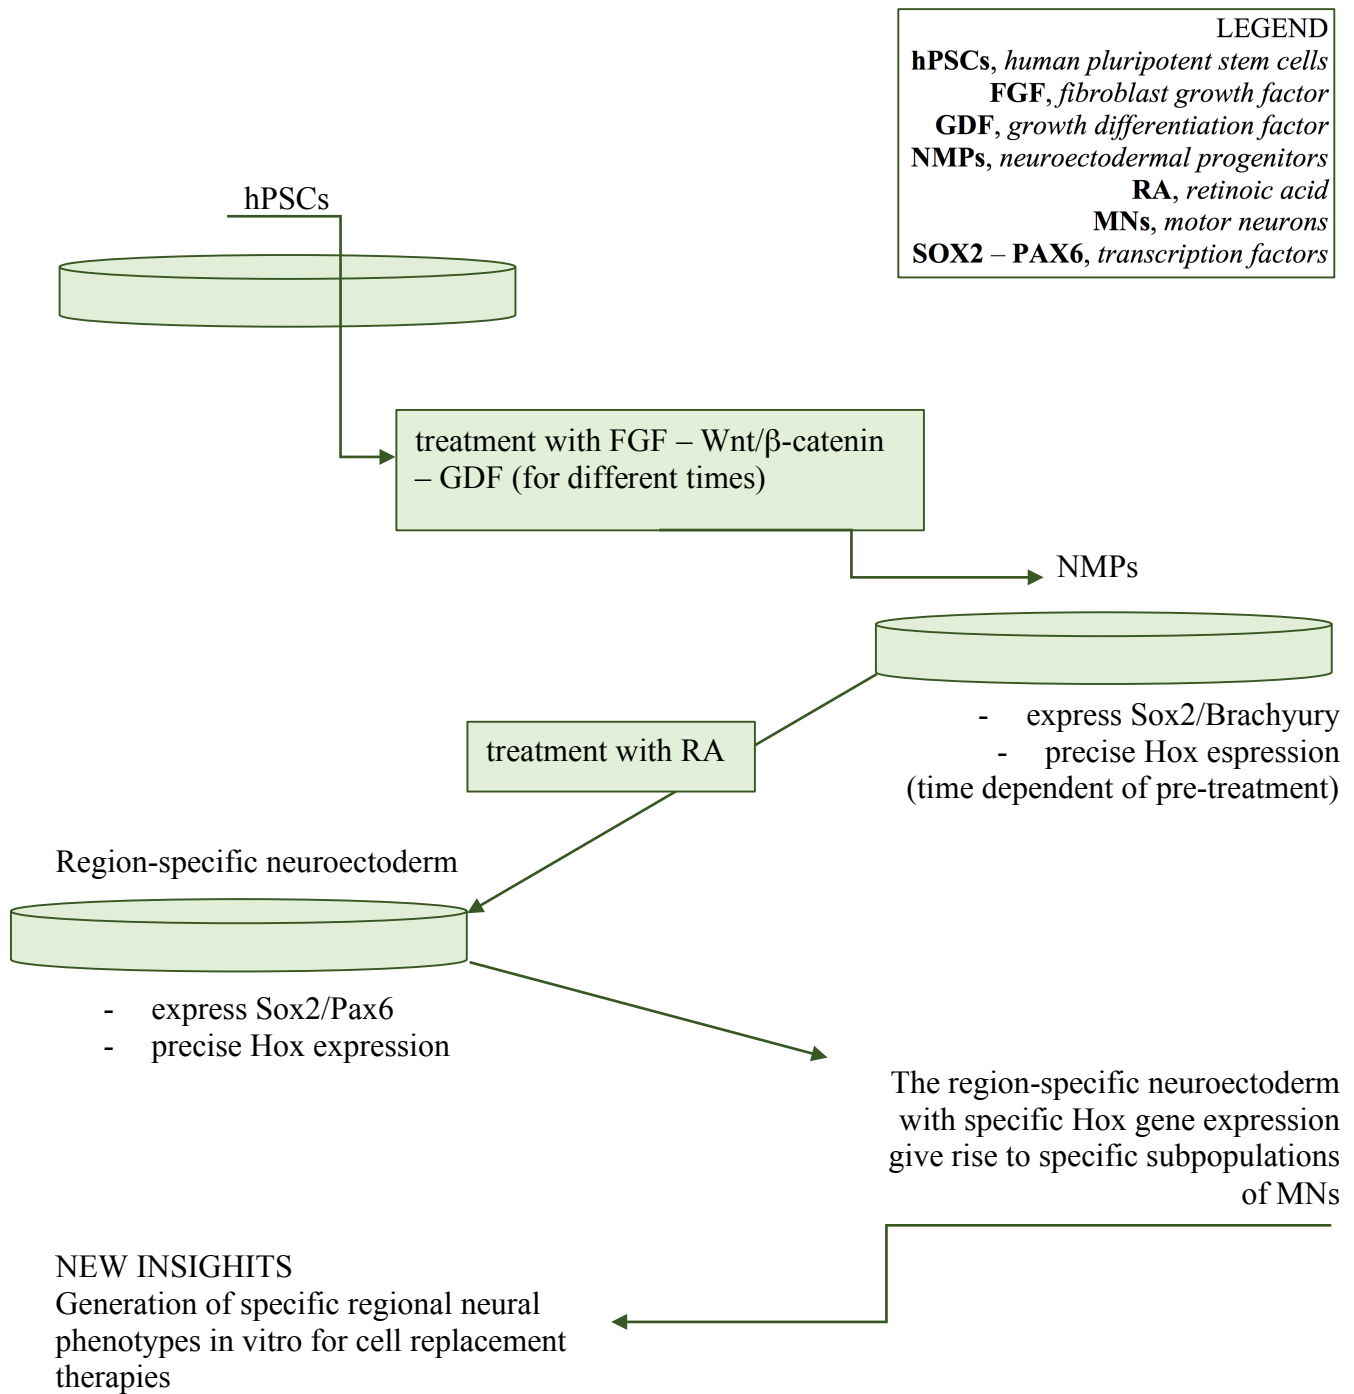 LEGEND
hPSCs, human pluripotent stem cells
FGF, fibroblast growth factor
GDF, growth differentiation factor
NMPs, neuroectodermal progenitors
RA, retinoic acid
MNs, motor neurons
SOX2 – PAX6, transcription factors
hPSCs
treatment with FGF – Wnt/β-catenin
– GDF (for different times)
NMPs
- express Sox2/Brachyury
- precise Hox espression
(time dependent of pre-treatment)
treatment with RA
Region-specific neuroectoderm
- express Sox2/Pax6
- precise Hox expression
The region-specific neuroectoderm
with specific Hox gene expression
give rise to specific subpopulations
of MNs
NEW INSIGHITS
Generation of specific regional neural
phenotypes in vitro for cell replacement
therapies